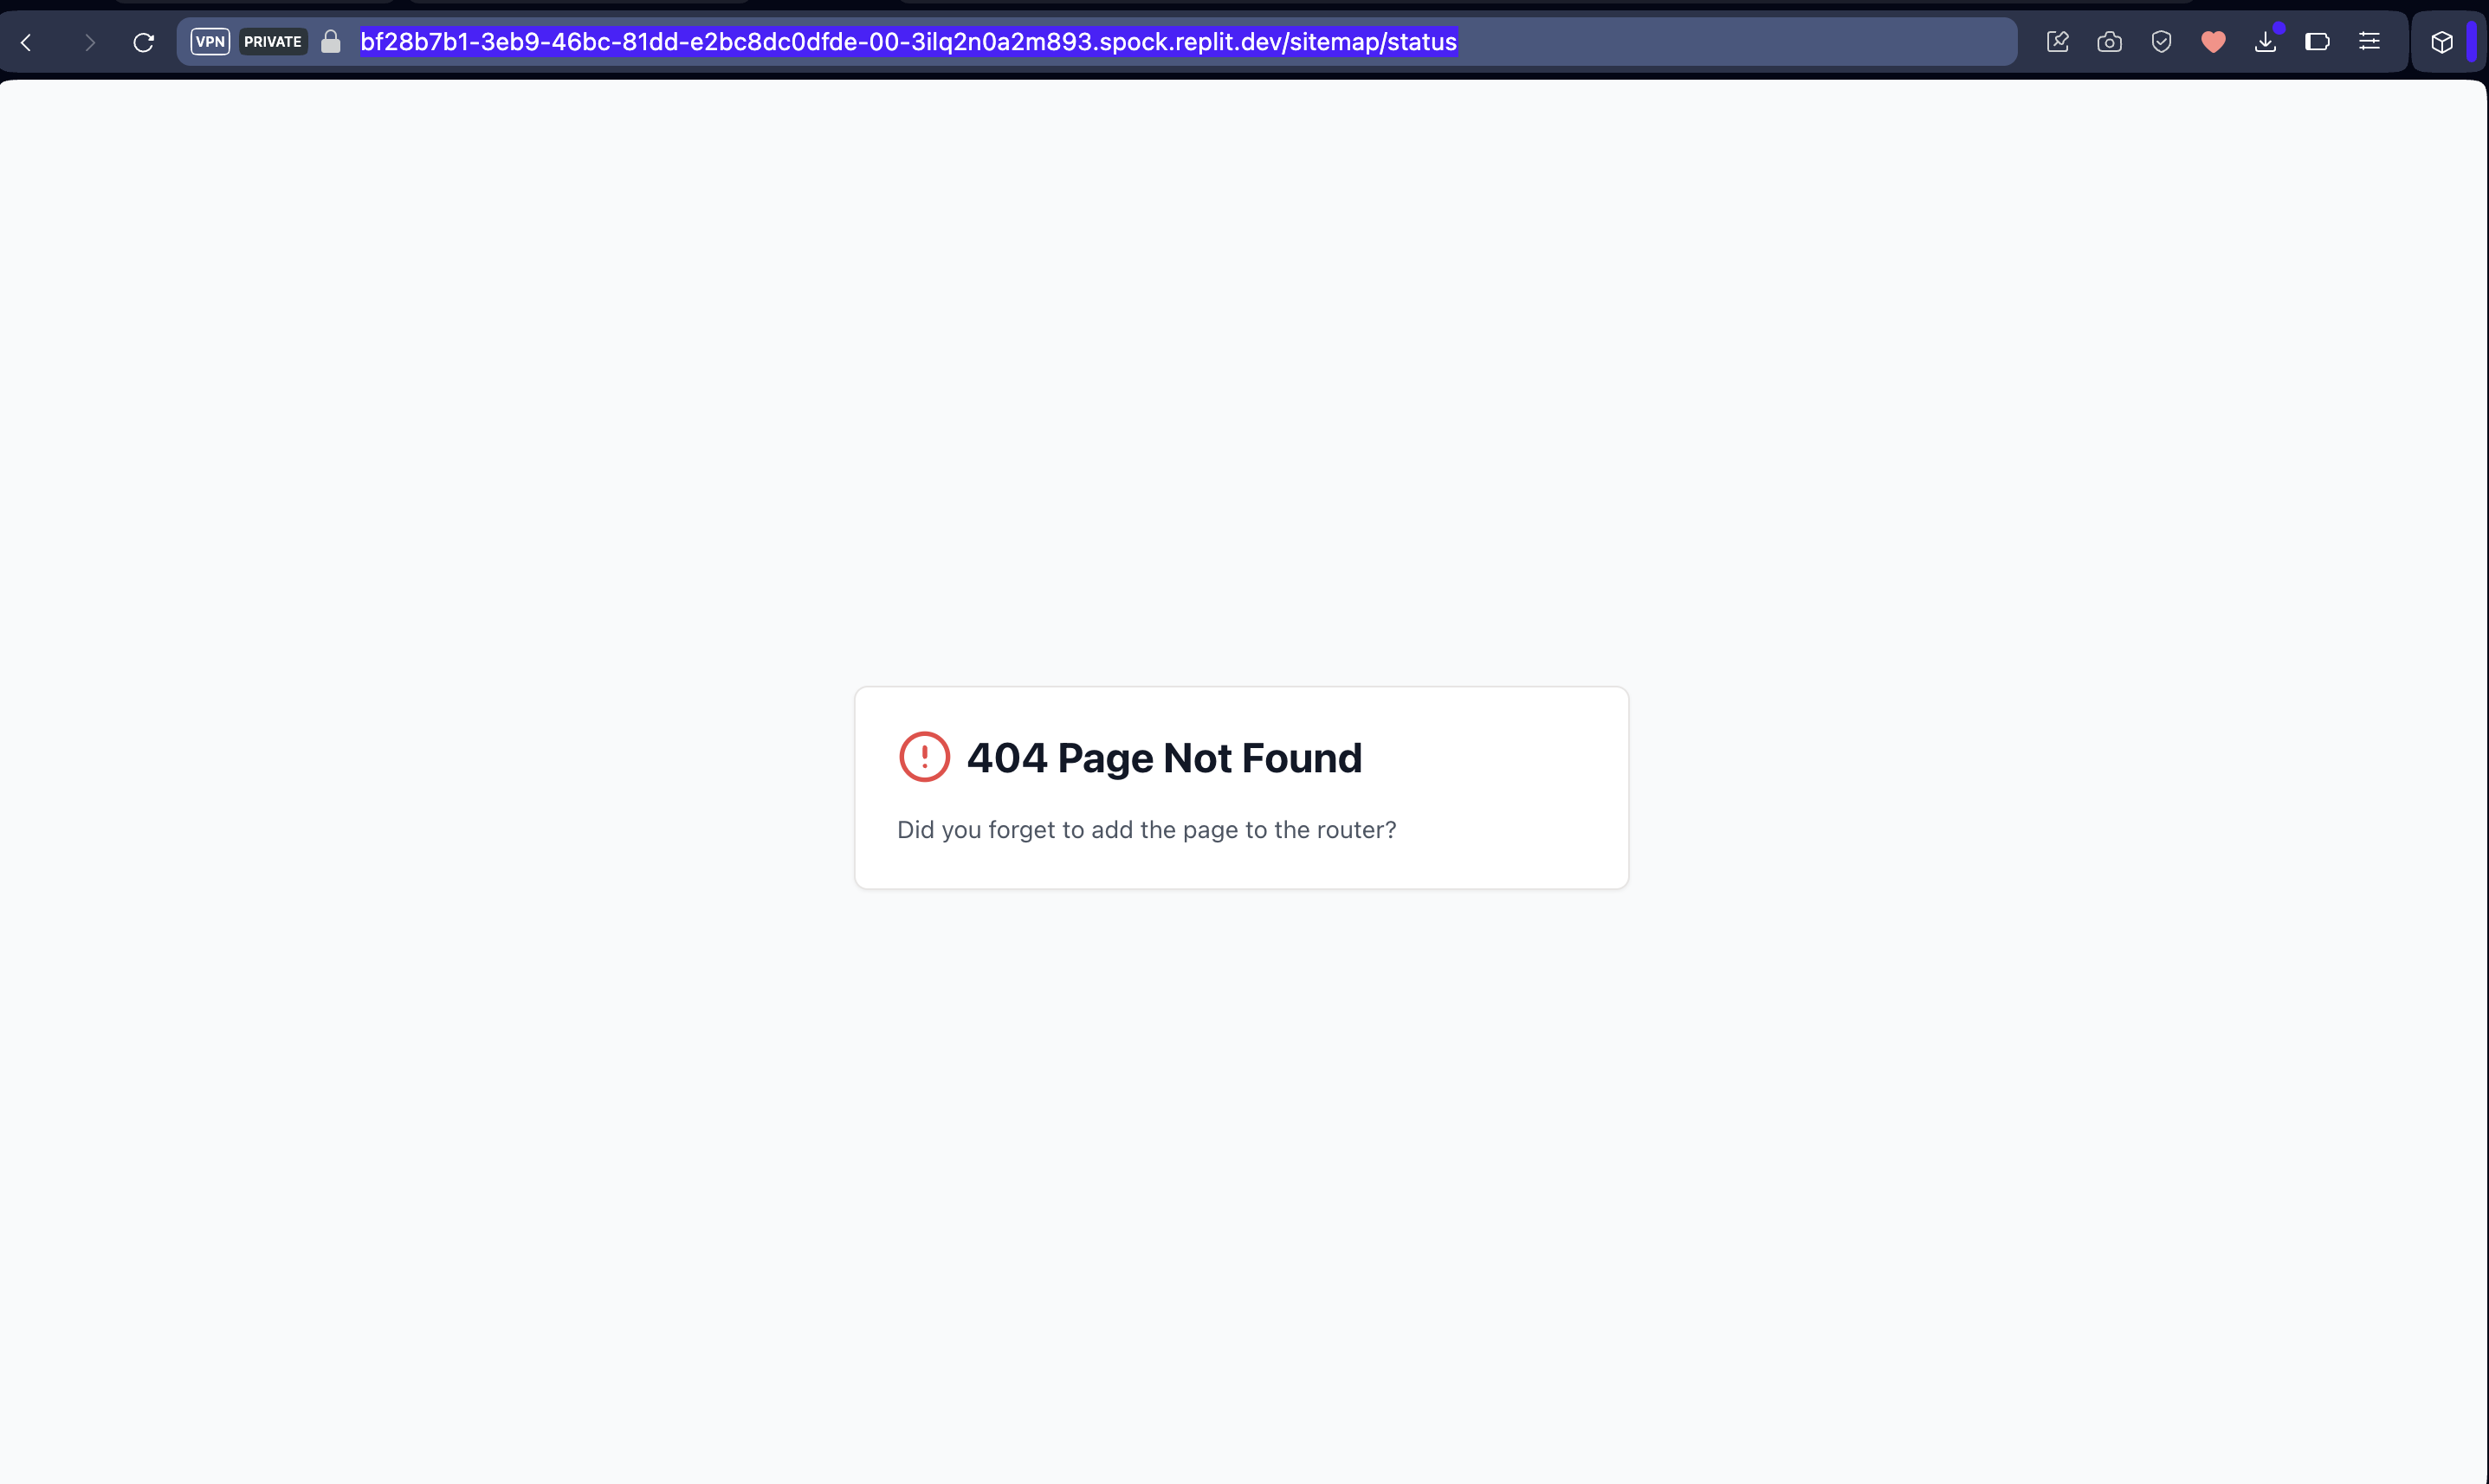 VPN PRIVATE bf28b7b1-3eb9-46bc-81dd-e2bc8dc0dfde-00-3ilq2n0a2m893.spock.replit.dev/sitemap/status
404 Page Not Found
Did you forget to add the page to the router?